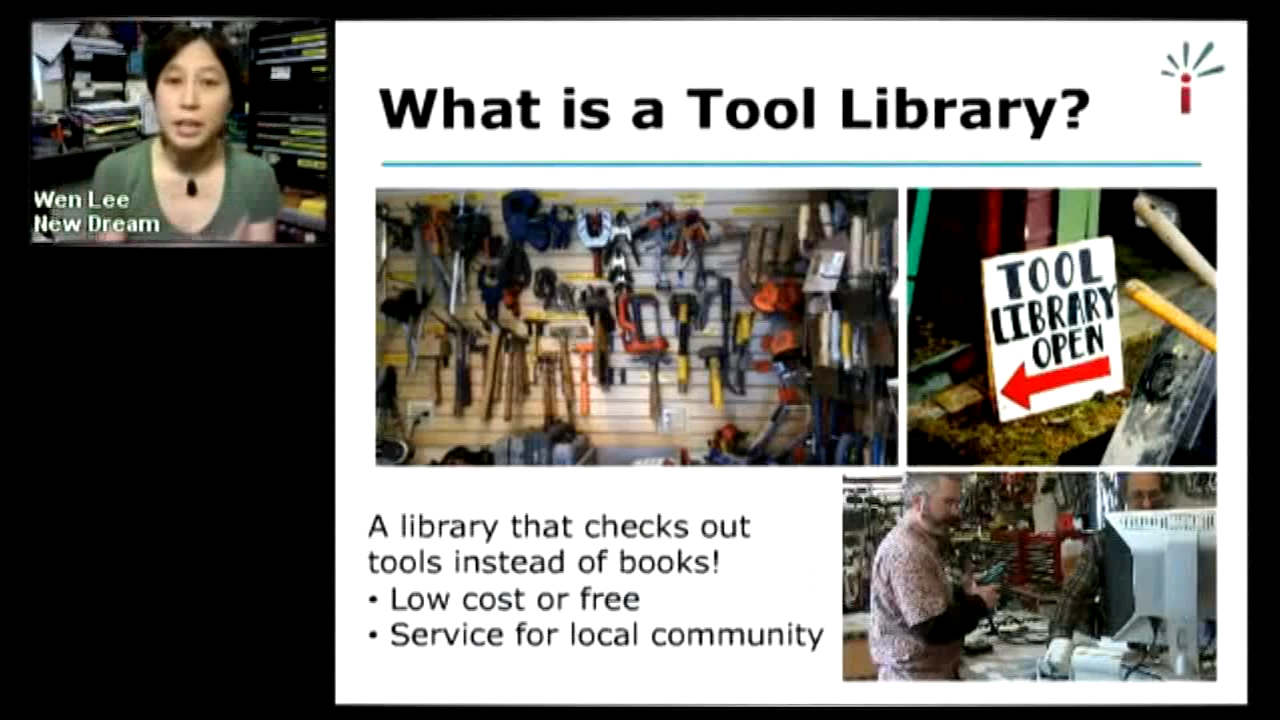 Wen Lee
New Dream
What is a Tool Library?
TOOL
LIBRARY
OPEN
A library that checks out
tools instead of books!
• Low cost or free
• Service for local community